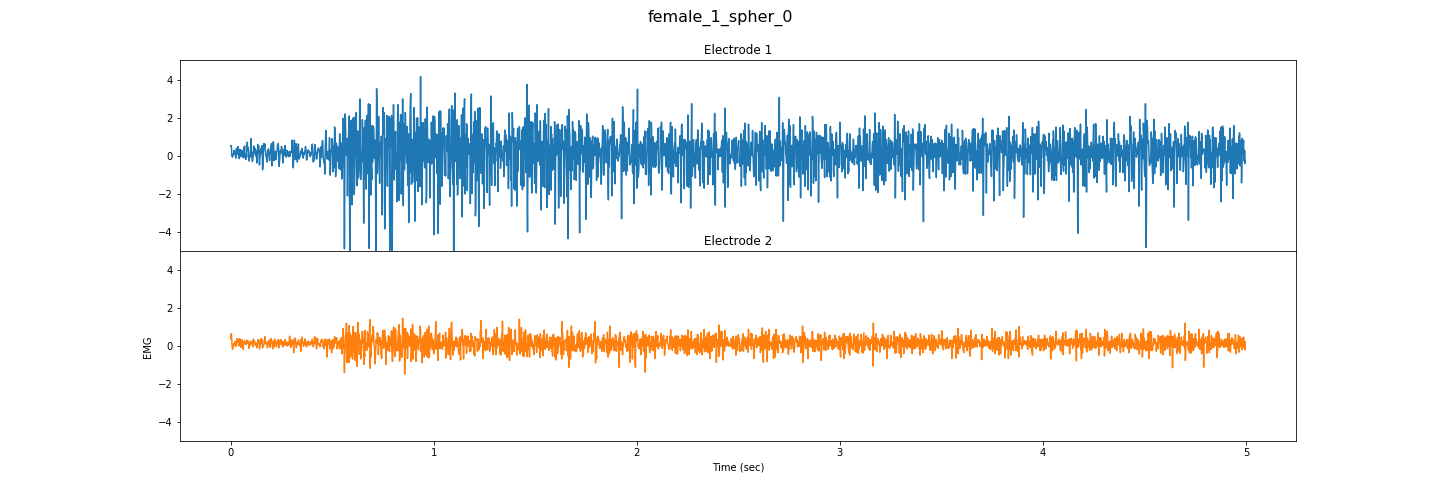 female_1_spher_0
Electrode 1
4
2
0
−2
−4
Electrode 2
4
2
0
−2
−4
EMG
0 1 2 3 4 5
Time (sec)